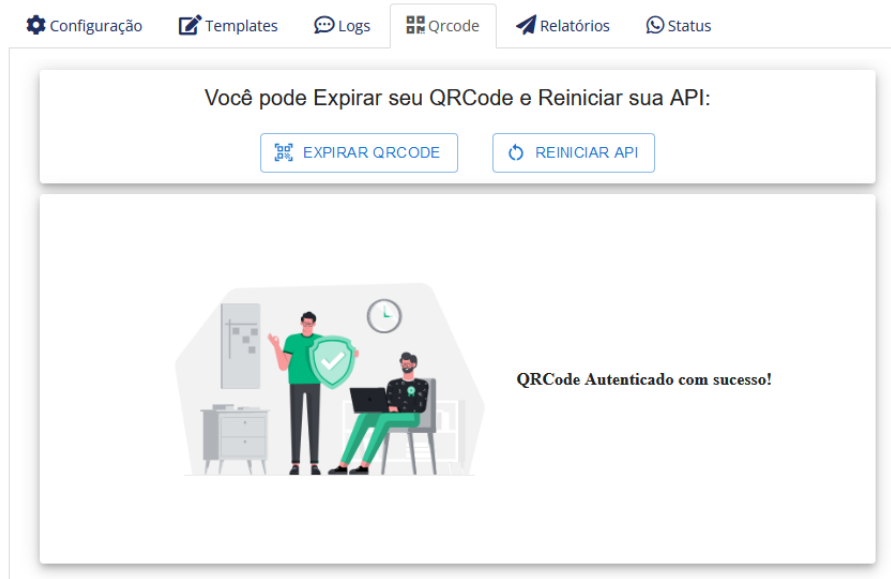 Configuração Templates Logs Qrcode Relatórios Status
Você pode Expirar seu QRCode e Reiniciar sua API:
EXPIRAR QRCODE REINICIAR API
QRCode Autenticado com sucesso!